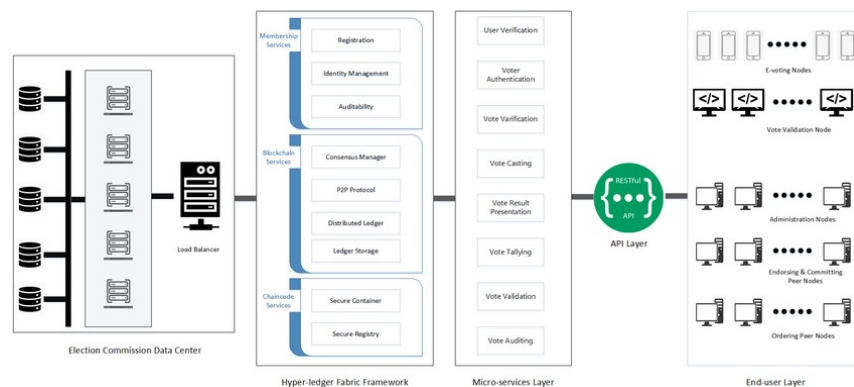 Load Balancer
Election Commission Data Center
Membership
Services
Registration
Identity Management
Auditability
Blockchain
Services
Consensus Manager
P2P Protocol
Distributed Ledger
Ledger Storage
Chaincode
Services
Secure Container
Secure Registry
Hyper-ledger Fabric Framework
User Verification
Voter
Authentication
Vote Varification
Vote Casting
Vote Result
Presentation
Vote Tallying
Vote Validation
Vote Auditing
Micro-services Layer
RESTful
{•••}
API
API Layer
E-voting Nodes
</> </> </>
Vote Validation Node
Administration Nodes
Endorsing & Committing
Peer Nodes
Ordering Peer Nodes
End-user Layer